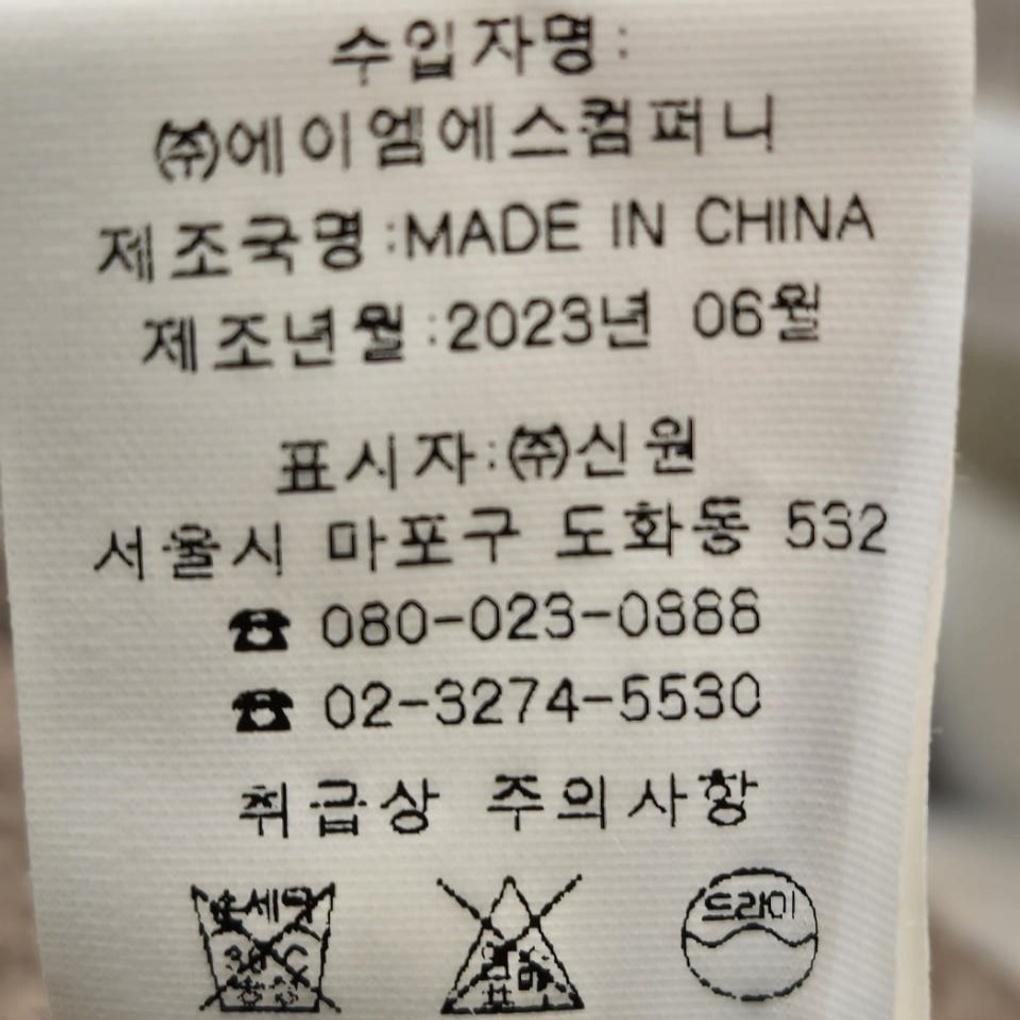 수입자명:
㈜에이엠에스컴퍼니
제조국명:MADE IN CHINA
제조년월:2023년 06월
표시자:㈜신원
서울시 마포구 도화동 532
☎ 080-023-0888
☎ 02-3274-5530
취급상 주의사항
손세탁
드라이